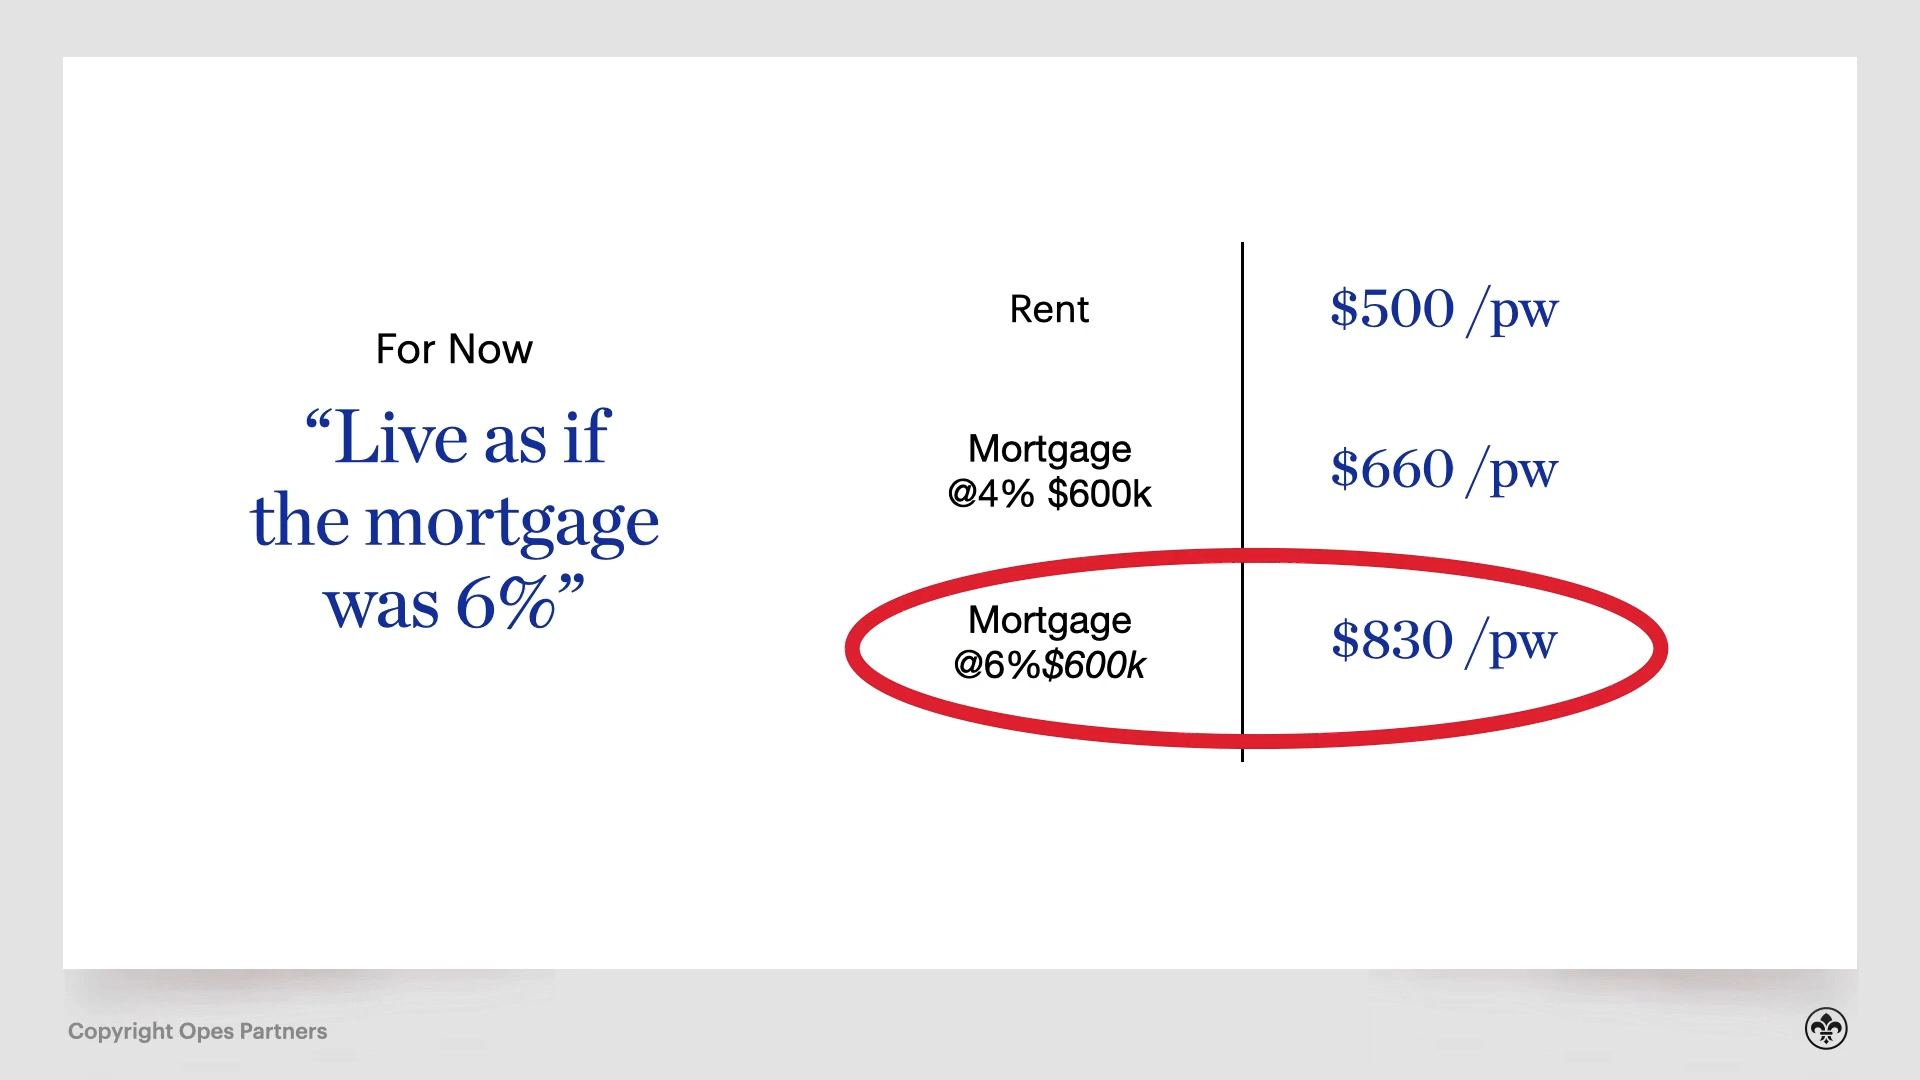 For Now
“Live as if
the mortgage
was 6%”
Rent
$500 /pw
Mortgage
@4% $600k
$660 /pw
Mortgage
@6%$600k
$830 /pw
Copyright Opes Partners